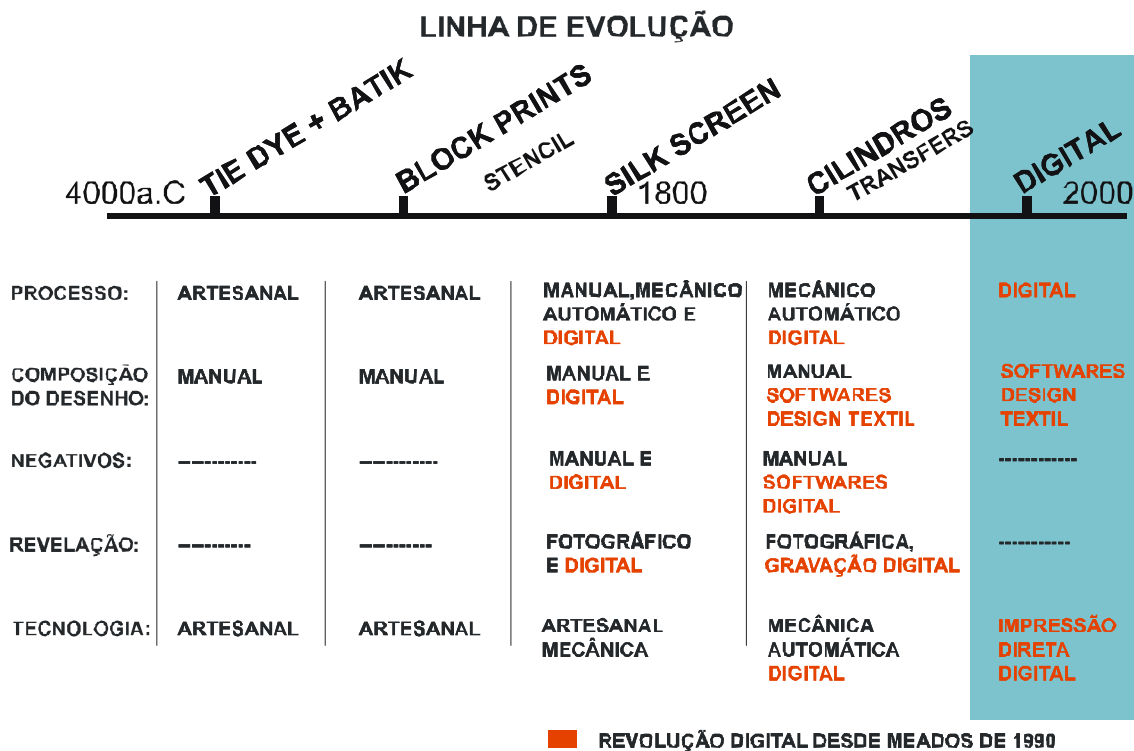 LINHA DE EVOLUÇÃO
TIE DYE + BATIK
BLOCK PRINTS
STENCIL
SILK SCREEN
CILINDROS
TRANSFERS
DIGITAL
4000a.C
1800
2000
PROCESSO:
ARTESANAL
ARTESANAL
MANUAL,MECÂNICO
AUTOMÁTICO E
DIGITAL
MECÂNICO
AUTOMÁTICO
DIGITAL
DIGITAL
COMPOSIÇÃO
DO DESENHO:
MANUAL
MANUAL
MANUAL E
DIGITAL
MANUAL
SOFTWARES
DESIGN TEXTIL
SOFTWARES
DESIGN
TEXTIL
NEGATIVOS:
------------
------------
MANUAL E
DIGITAL
MANUAL
SOFTWARES
DIGITAL
------------
REVELAÇÃO:
-----------
-----------
FOTOGRÁFICO
E DIGITAL
FOTOGRÁFICA,
GRAVAÇÃO DIGITAL
-----------
TECNOLOGIA:
ARTESANAL
ARTESANAL
ARTESANAL
MECÂNICA
MECÂNICA
AUTOMÁTICA
DIGITAL
IMPRESSÃO
DIRETA
DIGITAL
REVOLUÇÃO DIGITAL DESDE MEADOS DE 1990